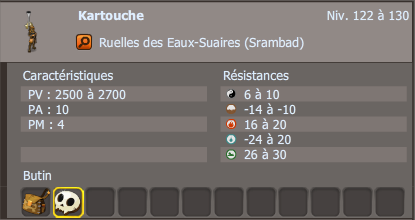 Kartouche Niv. 122 à 130
Ruelles des Eaux-Suaires (Srambad)
Caractéristiques
PV : 2500 à 2700
PA : 10
PM : 4
Résistances
6 à 10
-14 à -10
16 à 20
-24 à 20
26 à 30
Butin